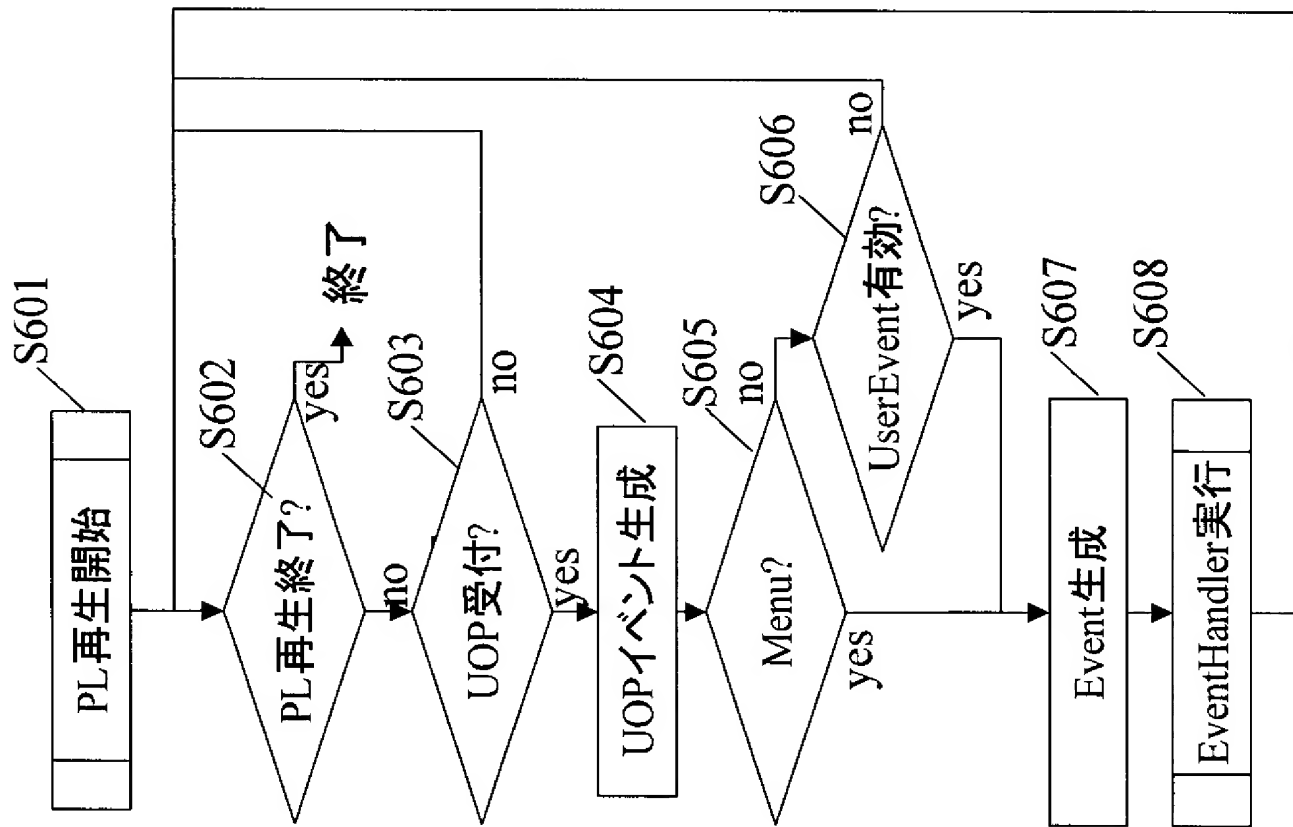 S601
PL再生開始
S602
PL再生終了?
yes
終了
no
S603
UOP受付?
no
yes
S604
UOPイベント生成
S605
Menu?
no
yes
S606
UserEvent有効?
no
yes
S607
Event生成
S608
EventHandler実行